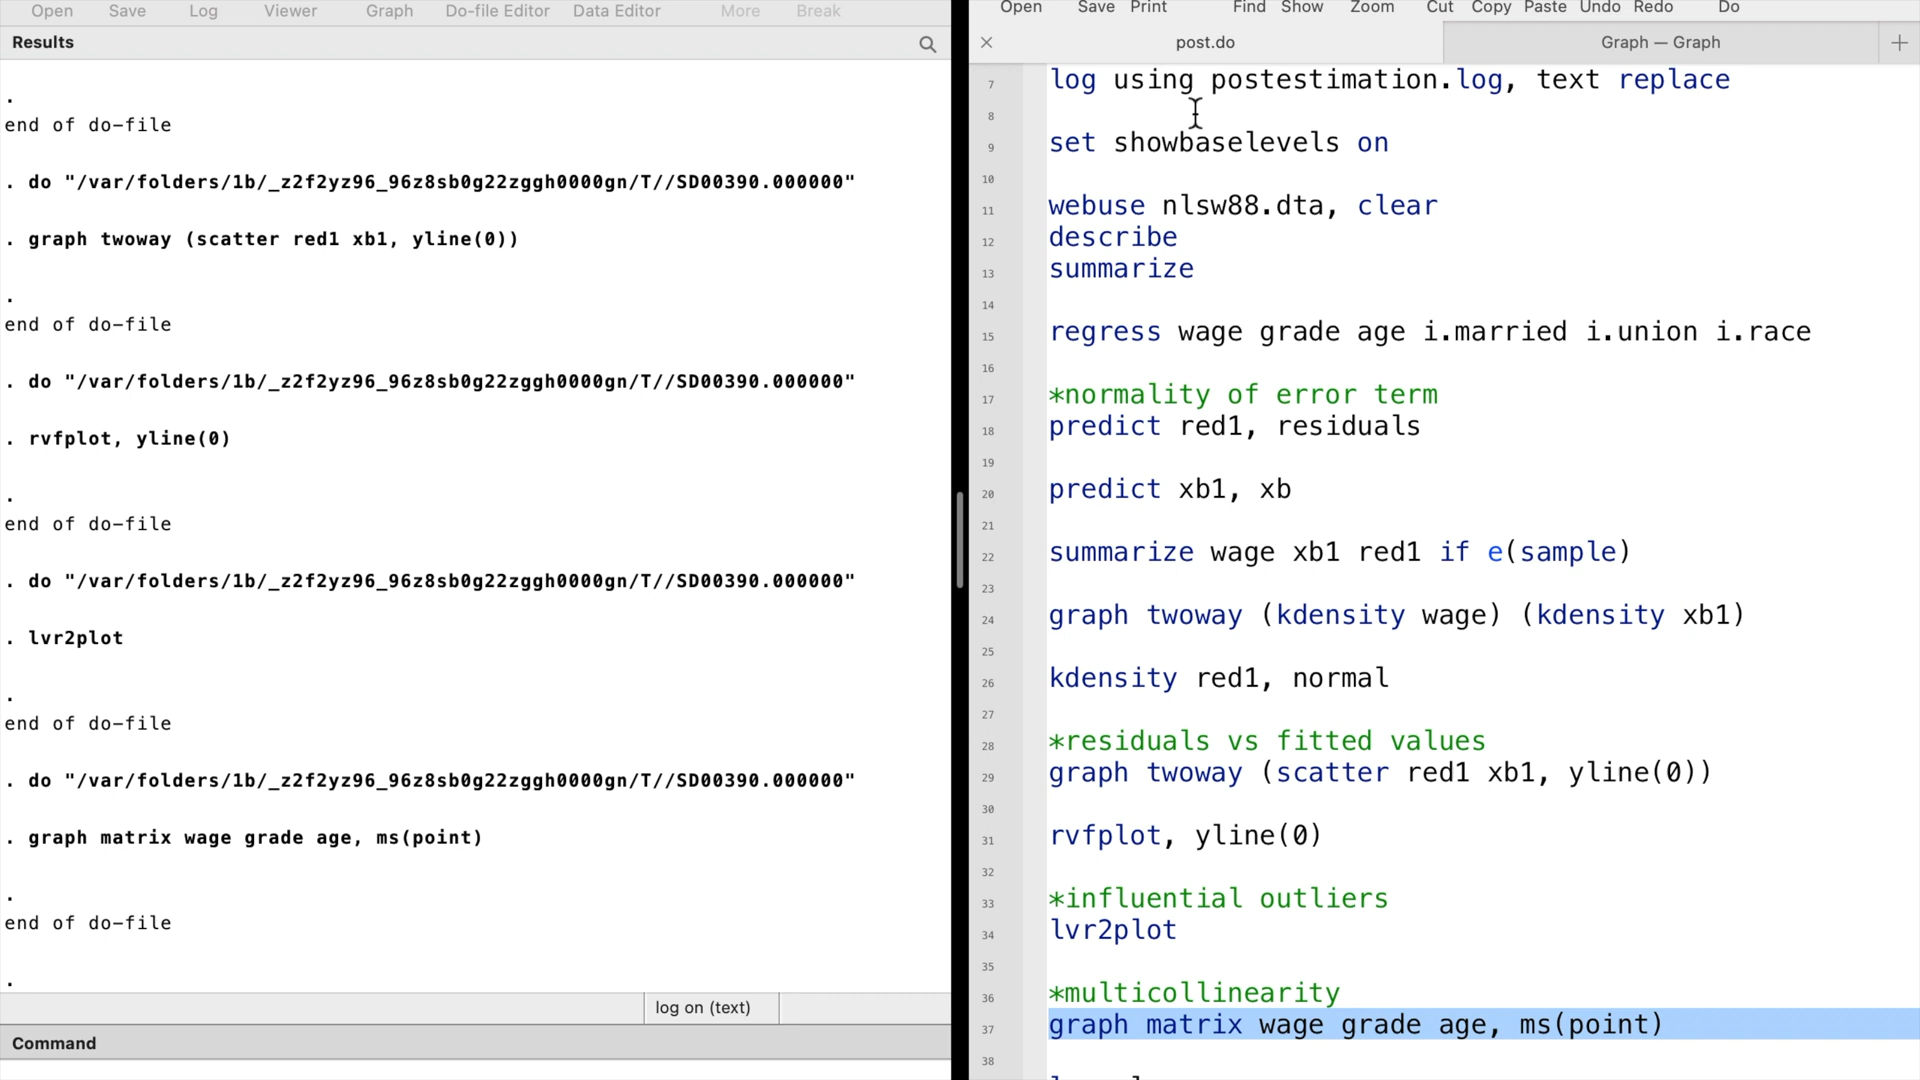 Open Save Log Viewer Graph Do-file Editor Data Editor More Break
Results
.
end of do-file
. do "/var/folders/1b/_z2f2yz96_96z8sb0g22zggh0000gn/T//SD00390.000000"
. graph twoway (scatter red1 xb1, yline(0))
.
end of do-file
. do "/var/folders/1b/_z2f2yz96_96z8sb0g22zggh0000gn/T//SD00390.000000"
. rvfplot, yline(0)
.
end of do-file
. do "/var/folders/1b/_z2f2yz96_96z8sb0g22zggh0000gn/T//SD00390.000000"
. lvr2plot
.
end of do-file
. do "/var/folders/1b/_z2f2yz96_96z8sb0g22zggh0000gn/T//SD00390.000000"
. graph matrix wage grade age, ms(point)
.
end of do-file
.
log on (text)
Command
Open Save Print Find Show Zoom Cut Copy Paste Undo Redo Do
post.do Graph — Graph
7 log using postestimation.log, text replace
8
9 set showbaselevels on
10
11 webuse nlsw88.dta, clear
12 describe
13 summarize
14
15 regress wage grade age i.married i.union i.race
16
17 *normality of error term
18 predict red1, residuals
19
20 predict xb1, xb
21
22 summarize wage xb1 red1 if e(sample)
23
24 graph twoway (kdensity wage) (kdensity xb1)
25
26 kdensity red1, normal
27
28 *residuals vs fitted values
29 graph twoway (scatter red1 xb1, yline(0))
30
31 rvfplot, yline(0)
32
33 *influential outliers
34 lvr2plot
35
36 *multicollinearity
37 graph matrix wage grade age, ms(point)
38